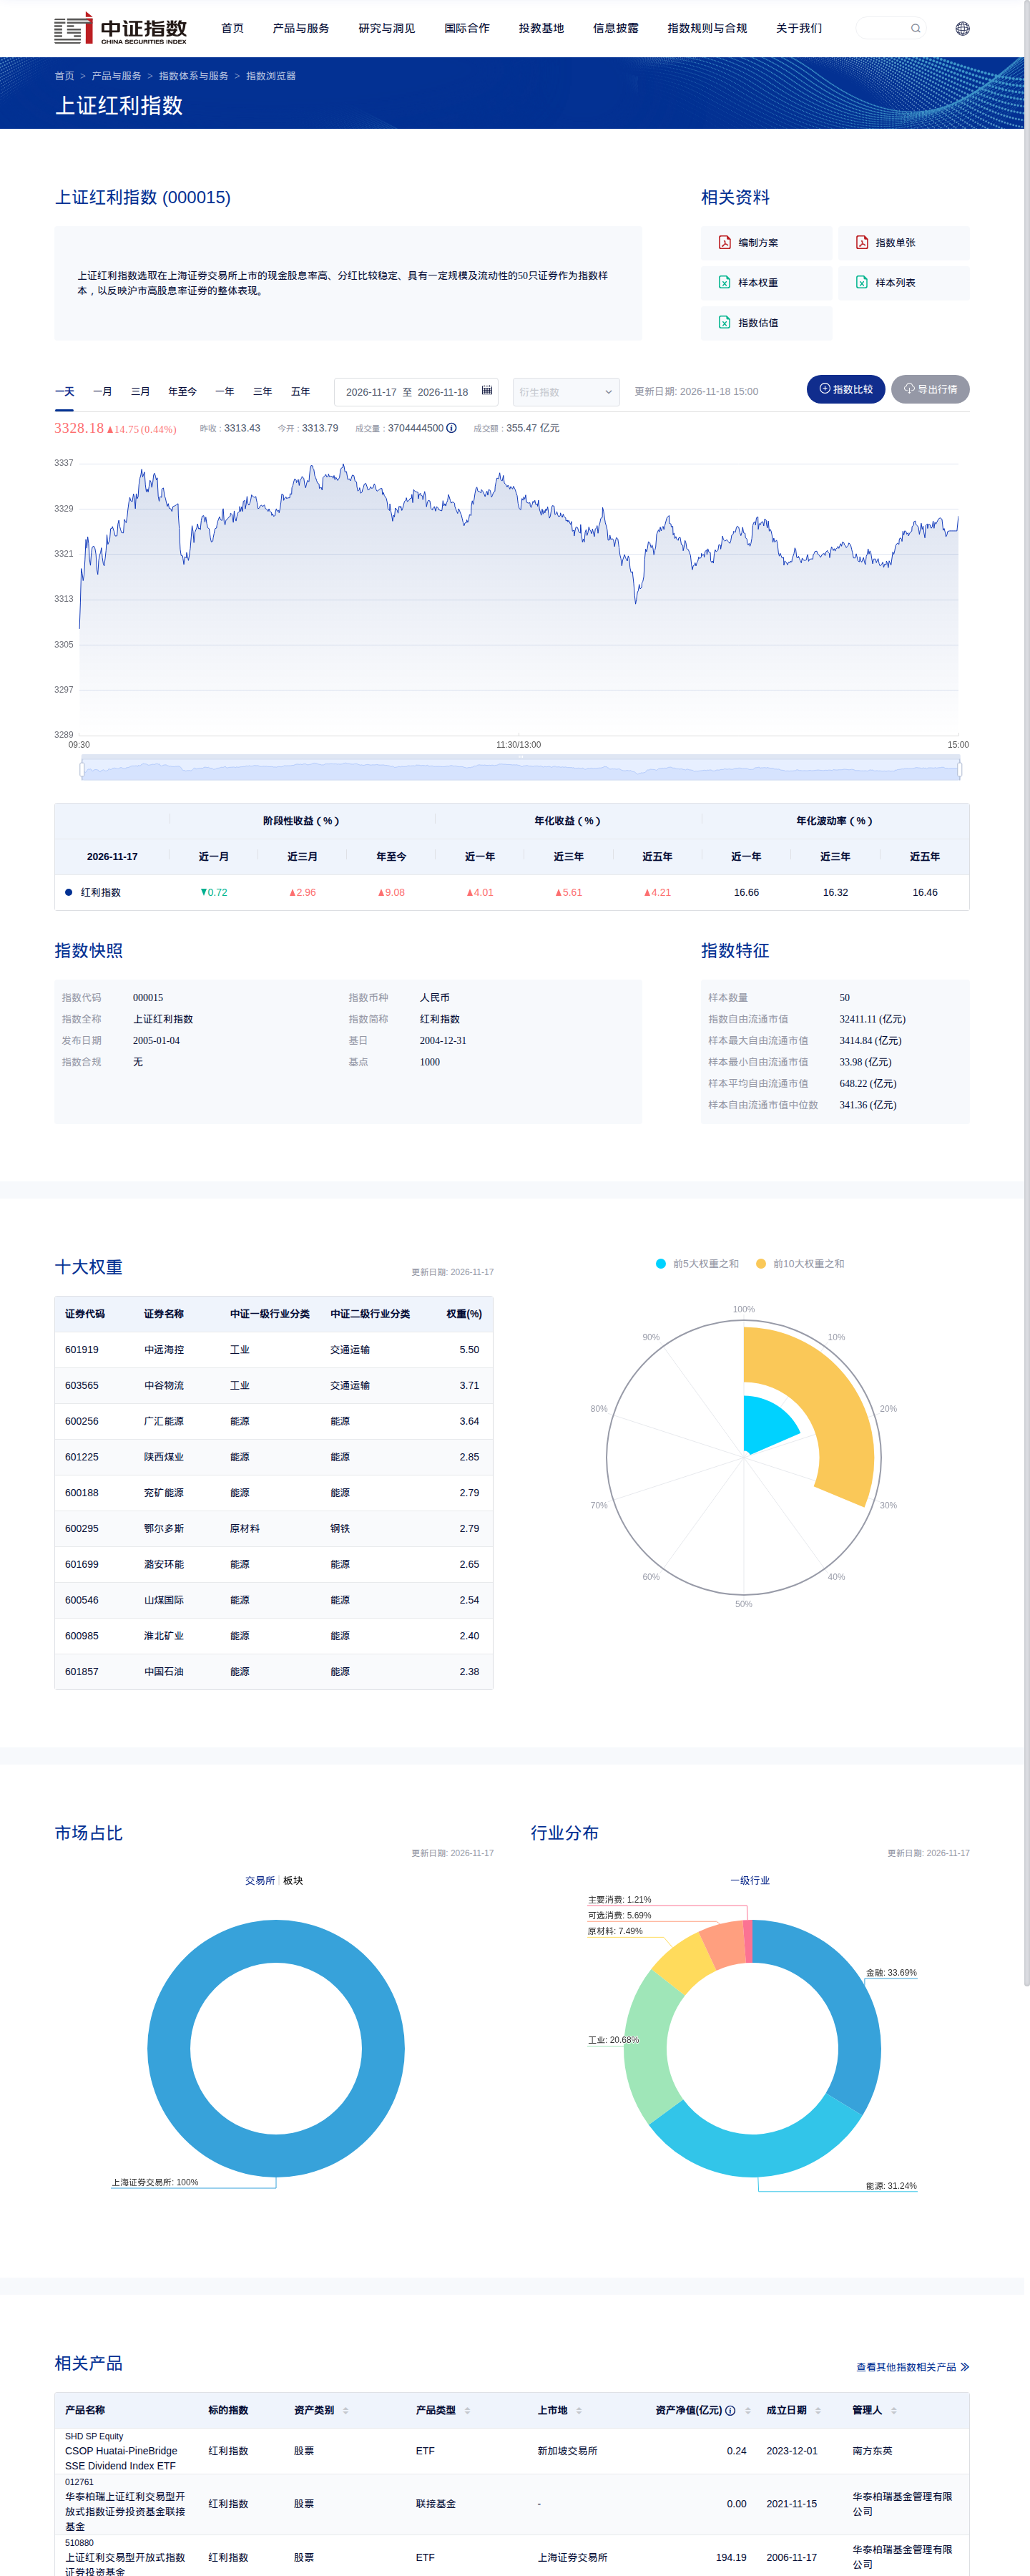 中证指数
CHINA SECURITIES INDEX
首页 产品与服务 研究与洞见 国际合作 投教基地 信息披露 指数规则与合规 关于我们
首页 > 产品与服务 > 指数体系与服务 > 指数浏览器
上证红利指数
上证红利指数 (000015)
相关资料
上证红利指数选取在上海证券交易所上市的现金股息率高、分红比较稳定、具有一定规模及流动性的50只证券作为指数样
本，以反映沪市高股息率证券的整体表现。
编制方案 指数单张
样本权重 样本列表
指数估值
一天 一月 三月 年至今 一年 三年 五年 2026-11-17 至 2026-11-18 衍生指数 更新日期: 2026-11-18 15:00 指数比较 导出行情
3328.18 ▲14.75 (0.44%) 昨收 : 3313.43 今开 : 3313.79 成交量 : 3704444500 成交额 : 355.47 亿元
3337
3329
3321
3313
3305
3297
3289
09:30 11:30/13:00 15:00
阶段性收益 ( % ) 年化收益 ( % ) 年化波动率 ( % )
2026-11-17 近一月 近三月 年至今 近一年 近三年 近五年 近一年 近三年 近五年
红利指数 ▼0.72 ▲2.96 ▲9.08 ▲4.01 ▲5.61 ▲4.21 16.66 16.32 16.46
指数快照
指数特征
指数代码 000015 指数币种 人民币
指数全称 上证红利指数 指数简称 红利指数
发布日期 2005-01-04 基日 2004-12-31
指数合规 无 基点 1000
样本数量 50
指数自由流通市值 32411.11 (亿元)
样本最大自由流通市值 3414.84 (亿元)
样本最小自由流通市值 33.98 (亿元)
样本平均自由流通市值 648.22 (亿元)
样本自由流通市值中位数 341.36 (亿元)
十大权重
更新日期: 2026-11-17
证券代码 证券名称 中证一级行业分类 中证二级行业分类 权重(%)
601919 中远海控 工业 交通运输 5.50
603565 中谷物流 工业 交通运输 3.71
600256 广汇能源 能源 能源 3.64
601225 陕西煤业 能源 能源 2.85
600188 兖矿能源 能源 能源 2.79
600295 鄂尔多斯 原材料 钢铁 2.79
601699 潞安环能 能源 能源 2.65
600546 山煤国际 能源 能源 2.54
600985 淮北矿业 能源 能源 2.40
601857 中国石油 能源 能源 2.38
前5大权重之和 前10大权重之和
100%
10%
20%
30%
40%
50%
60%
70%
80%
90%
市场占比
更新日期: 2026-11-17
交易所 | 板块
上海证券交易所: 100%
行业分布
更新日期: 2026-11-17
一级行业
主要消费: 1.21%
可选消费: 5.69%
原材料: 7.49%
金融: 33.69%
工业: 20.68%
能源: 31.24%
相关产品
查看其他指数相关产品
产品名称 标的指数 资产类别 产品类型 上市地 资产净值(亿元) 成立日期 管理人
SHD SP Equity
CSOP Huatai-PineBridge
SSE Dividend Index ETF
红利指数 股票 ETF 新加坡交易所 0.24 2023-12-01 南方东英
012761
华泰柏瑞上证红利交易型开
放式指数证券投资基金联接
基金
红利指数 股票 联接基金 - 0.00 2021-11-15 华泰柏瑞基金管理有限
公司
510880
上证红利交易型开放式指数
证券投资基金
红利指数 股票 ETF 上海证券交易所 194.19 2006-11-17 华泰柏瑞基金管理有限
公司